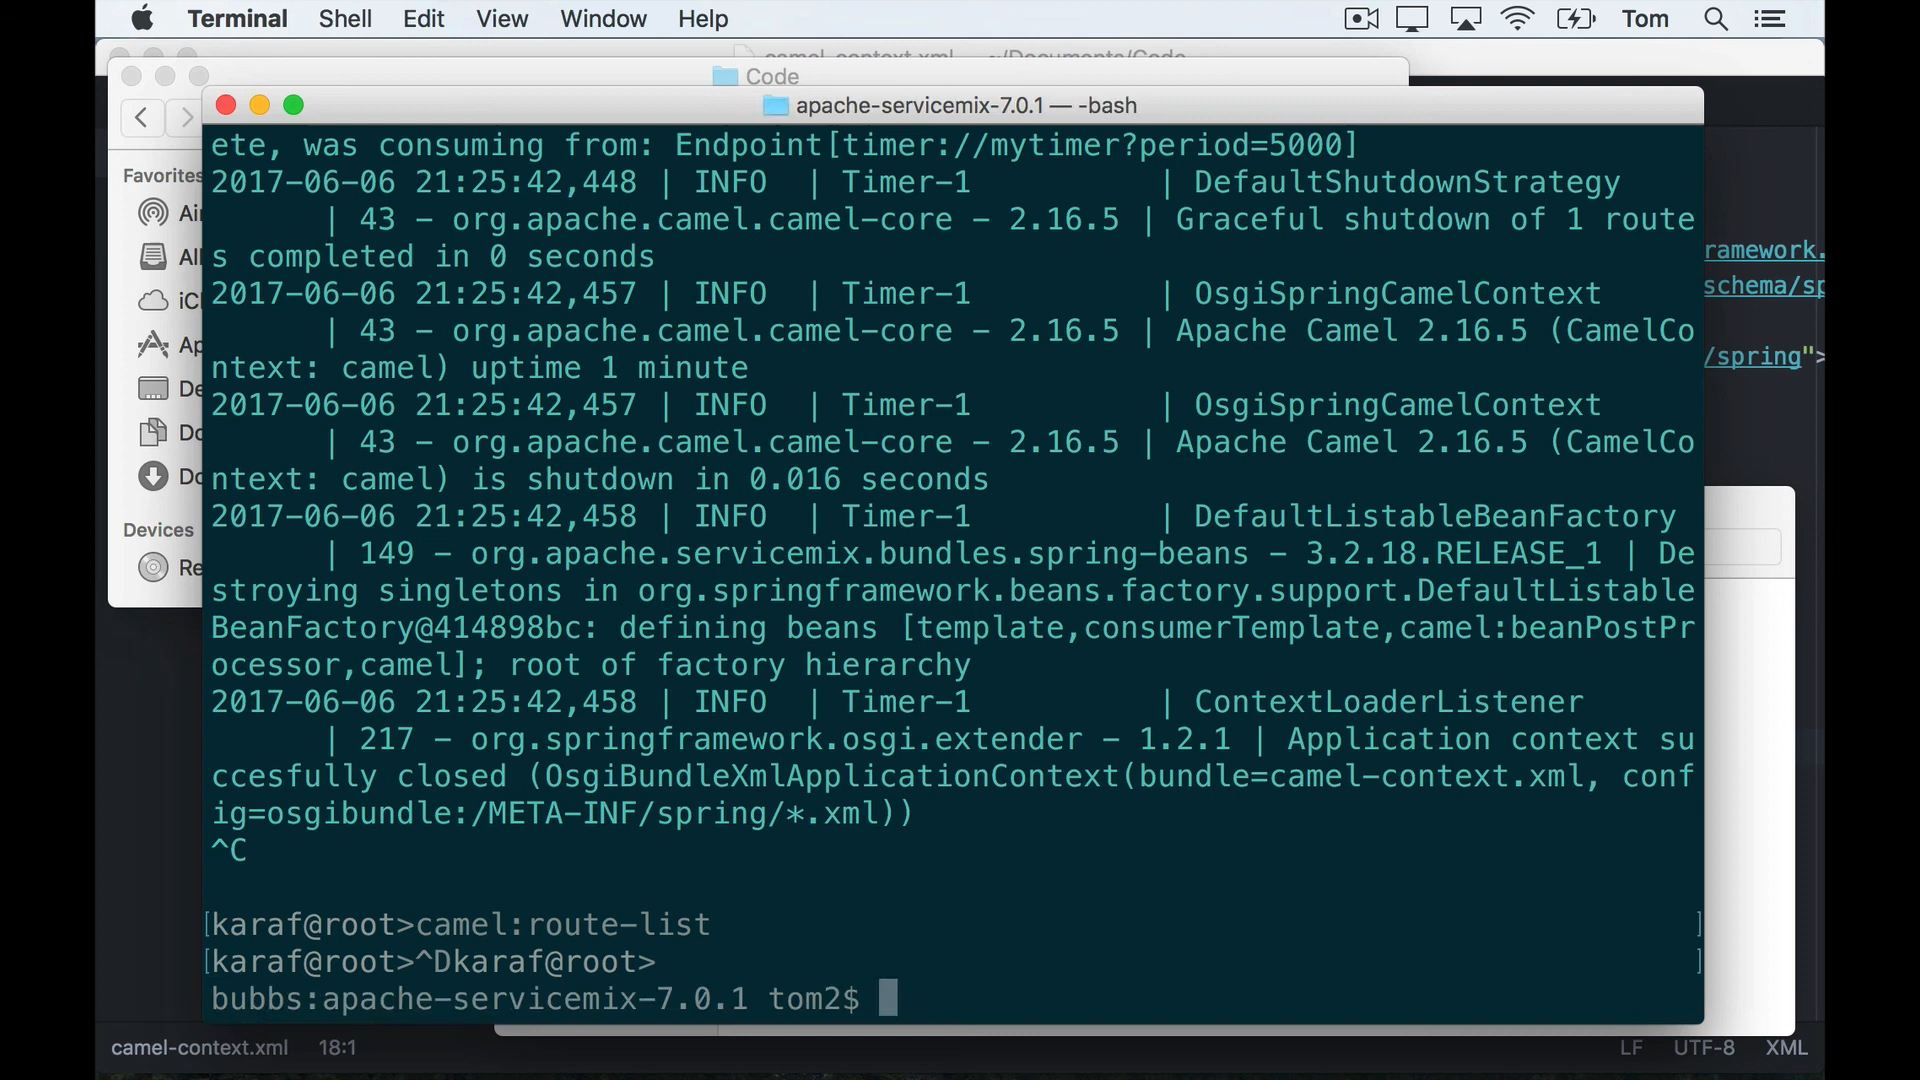 Terminal Shell Edit View Window Help Tom
camel-context.xml — ~/Documents/Code
Code
apache-servicemix-7.0.1 — -bash
Favorites
Devices
ete, was consuming from: Endpoint[timer://mytimer?period=5000]
2017-06-06 21:25:42,448 | INFO  | Timer-1          | DefaultShutdownStrategy
| 43 - org.apache.camel.camel-core - 2.16.5 | Graceful shutdown of 1 route
s completed in 0 seconds
2017-06-06 21:25:42,457 | INFO  | Timer-1          | OsgiSpringCamelContext
| 43 - org.apache.camel.camel-core - 2.16.5 | Apache Camel 2.16.5 (CamelCo
ntext: camel) uptime 1 minute
2017-06-06 21:25:42,457 | INFO  | Timer-1          | OsgiSpringCamelContext
| 43 - org.apache.camel.camel-core - 2.16.5 | Apache Camel 2.16.5 (CamelCo
ntext: camel) is shutdown in 0.016 seconds
2017-06-06 21:25:42,458 | INFO  | Timer-1          | DefaultListableBeanFactory
| 149 - org.apache.servicemix.bundles.spring-beans - 3.2.18.RELEASE_1 | De
stroying singletons in org.springframework.beans.factory.support.DefaultListable
BeanFactory@414898bc: defining beans [template,consumerTemplate,camel:beanPostPr
ocessor,camel]; root of factory hierarchy
2017-06-06 21:25:42,458 | INFO  | Timer-1          | ContextLoaderListener
| 217 - org.springframework.osgi.extender - 1.2.1 | Application context su
ccesfully closed (OsgiBundleXmlApplicationContext(bundle=camel-context.xml, conf
ig=osgibundle:/META-INF/spring/*.xml))
^C
[karaf@root>camel:route-list ]
[karaf@root>^Dkaraf@root> ]
bubbs:apache-servicemix-7.0.1 tom2$
ramework.
schema/sp
/spring">
camel-context.xml 18:1 LF UTF-8 XML